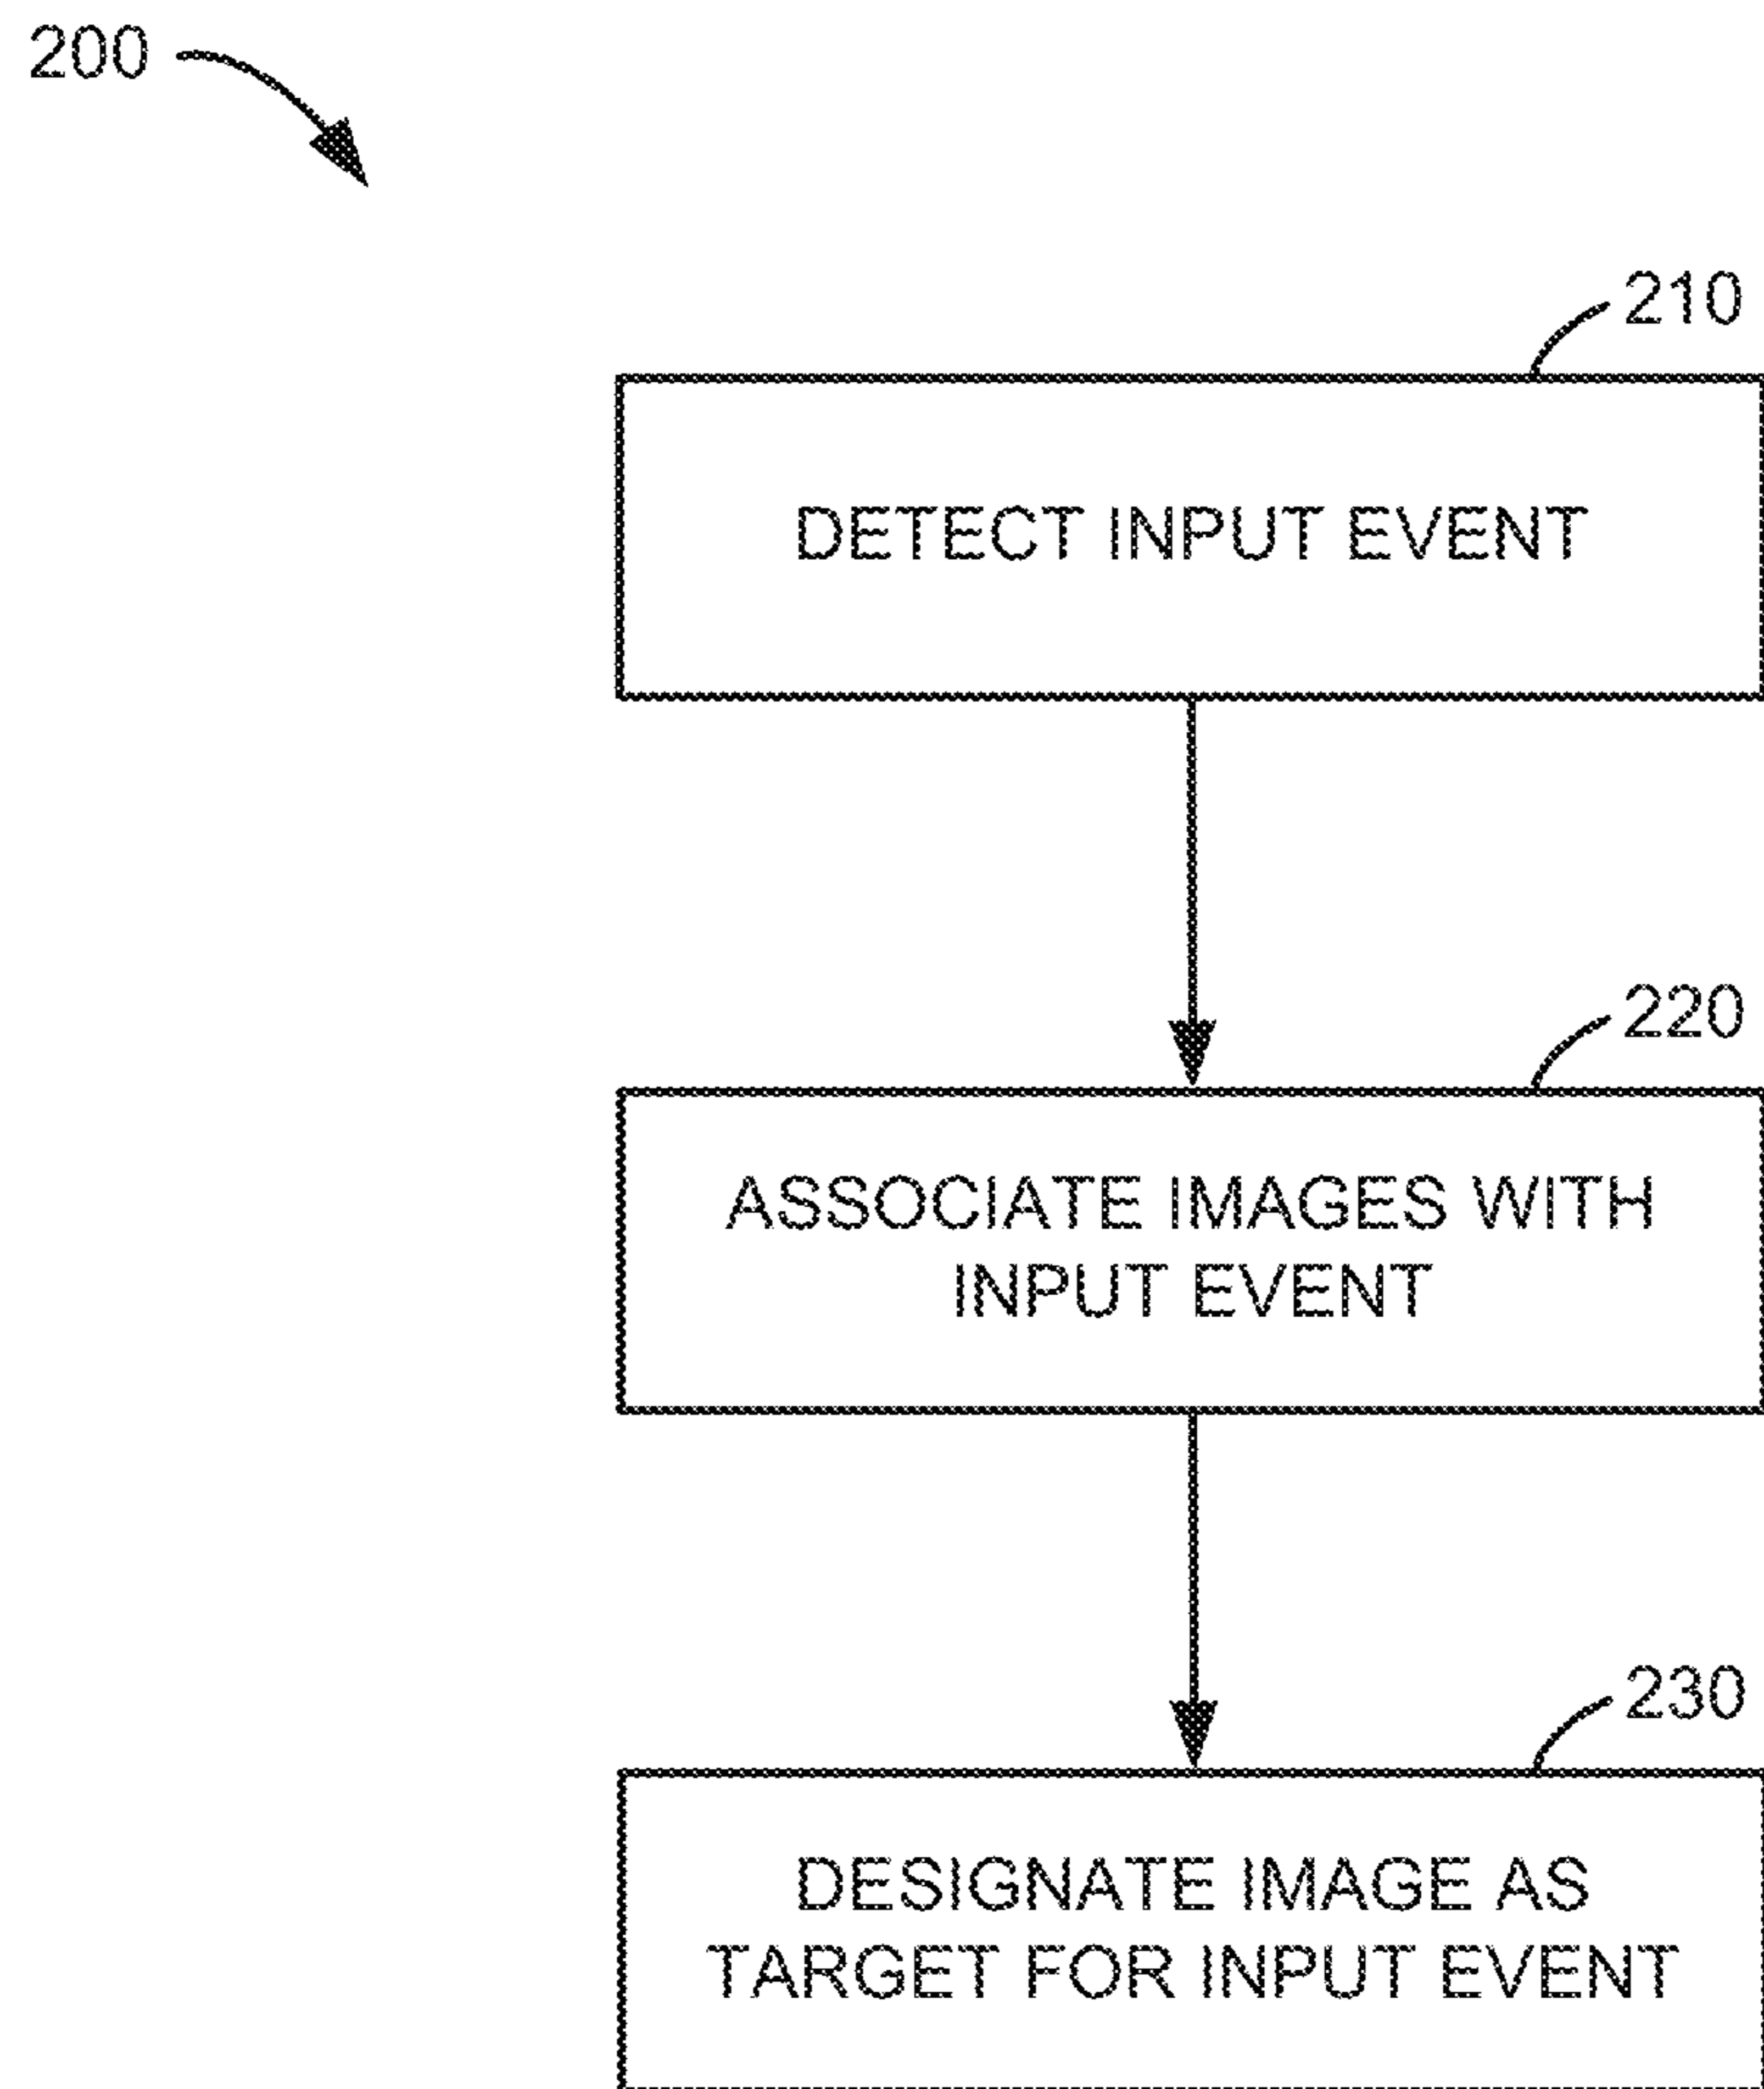 200
210
DETECT INPUT EVENT
220
ASSOCIATE IMAGES WITH
INPUT EVENT
230
DESIGNATE IMAGE AS
TARGET FOR INPUT EVENT